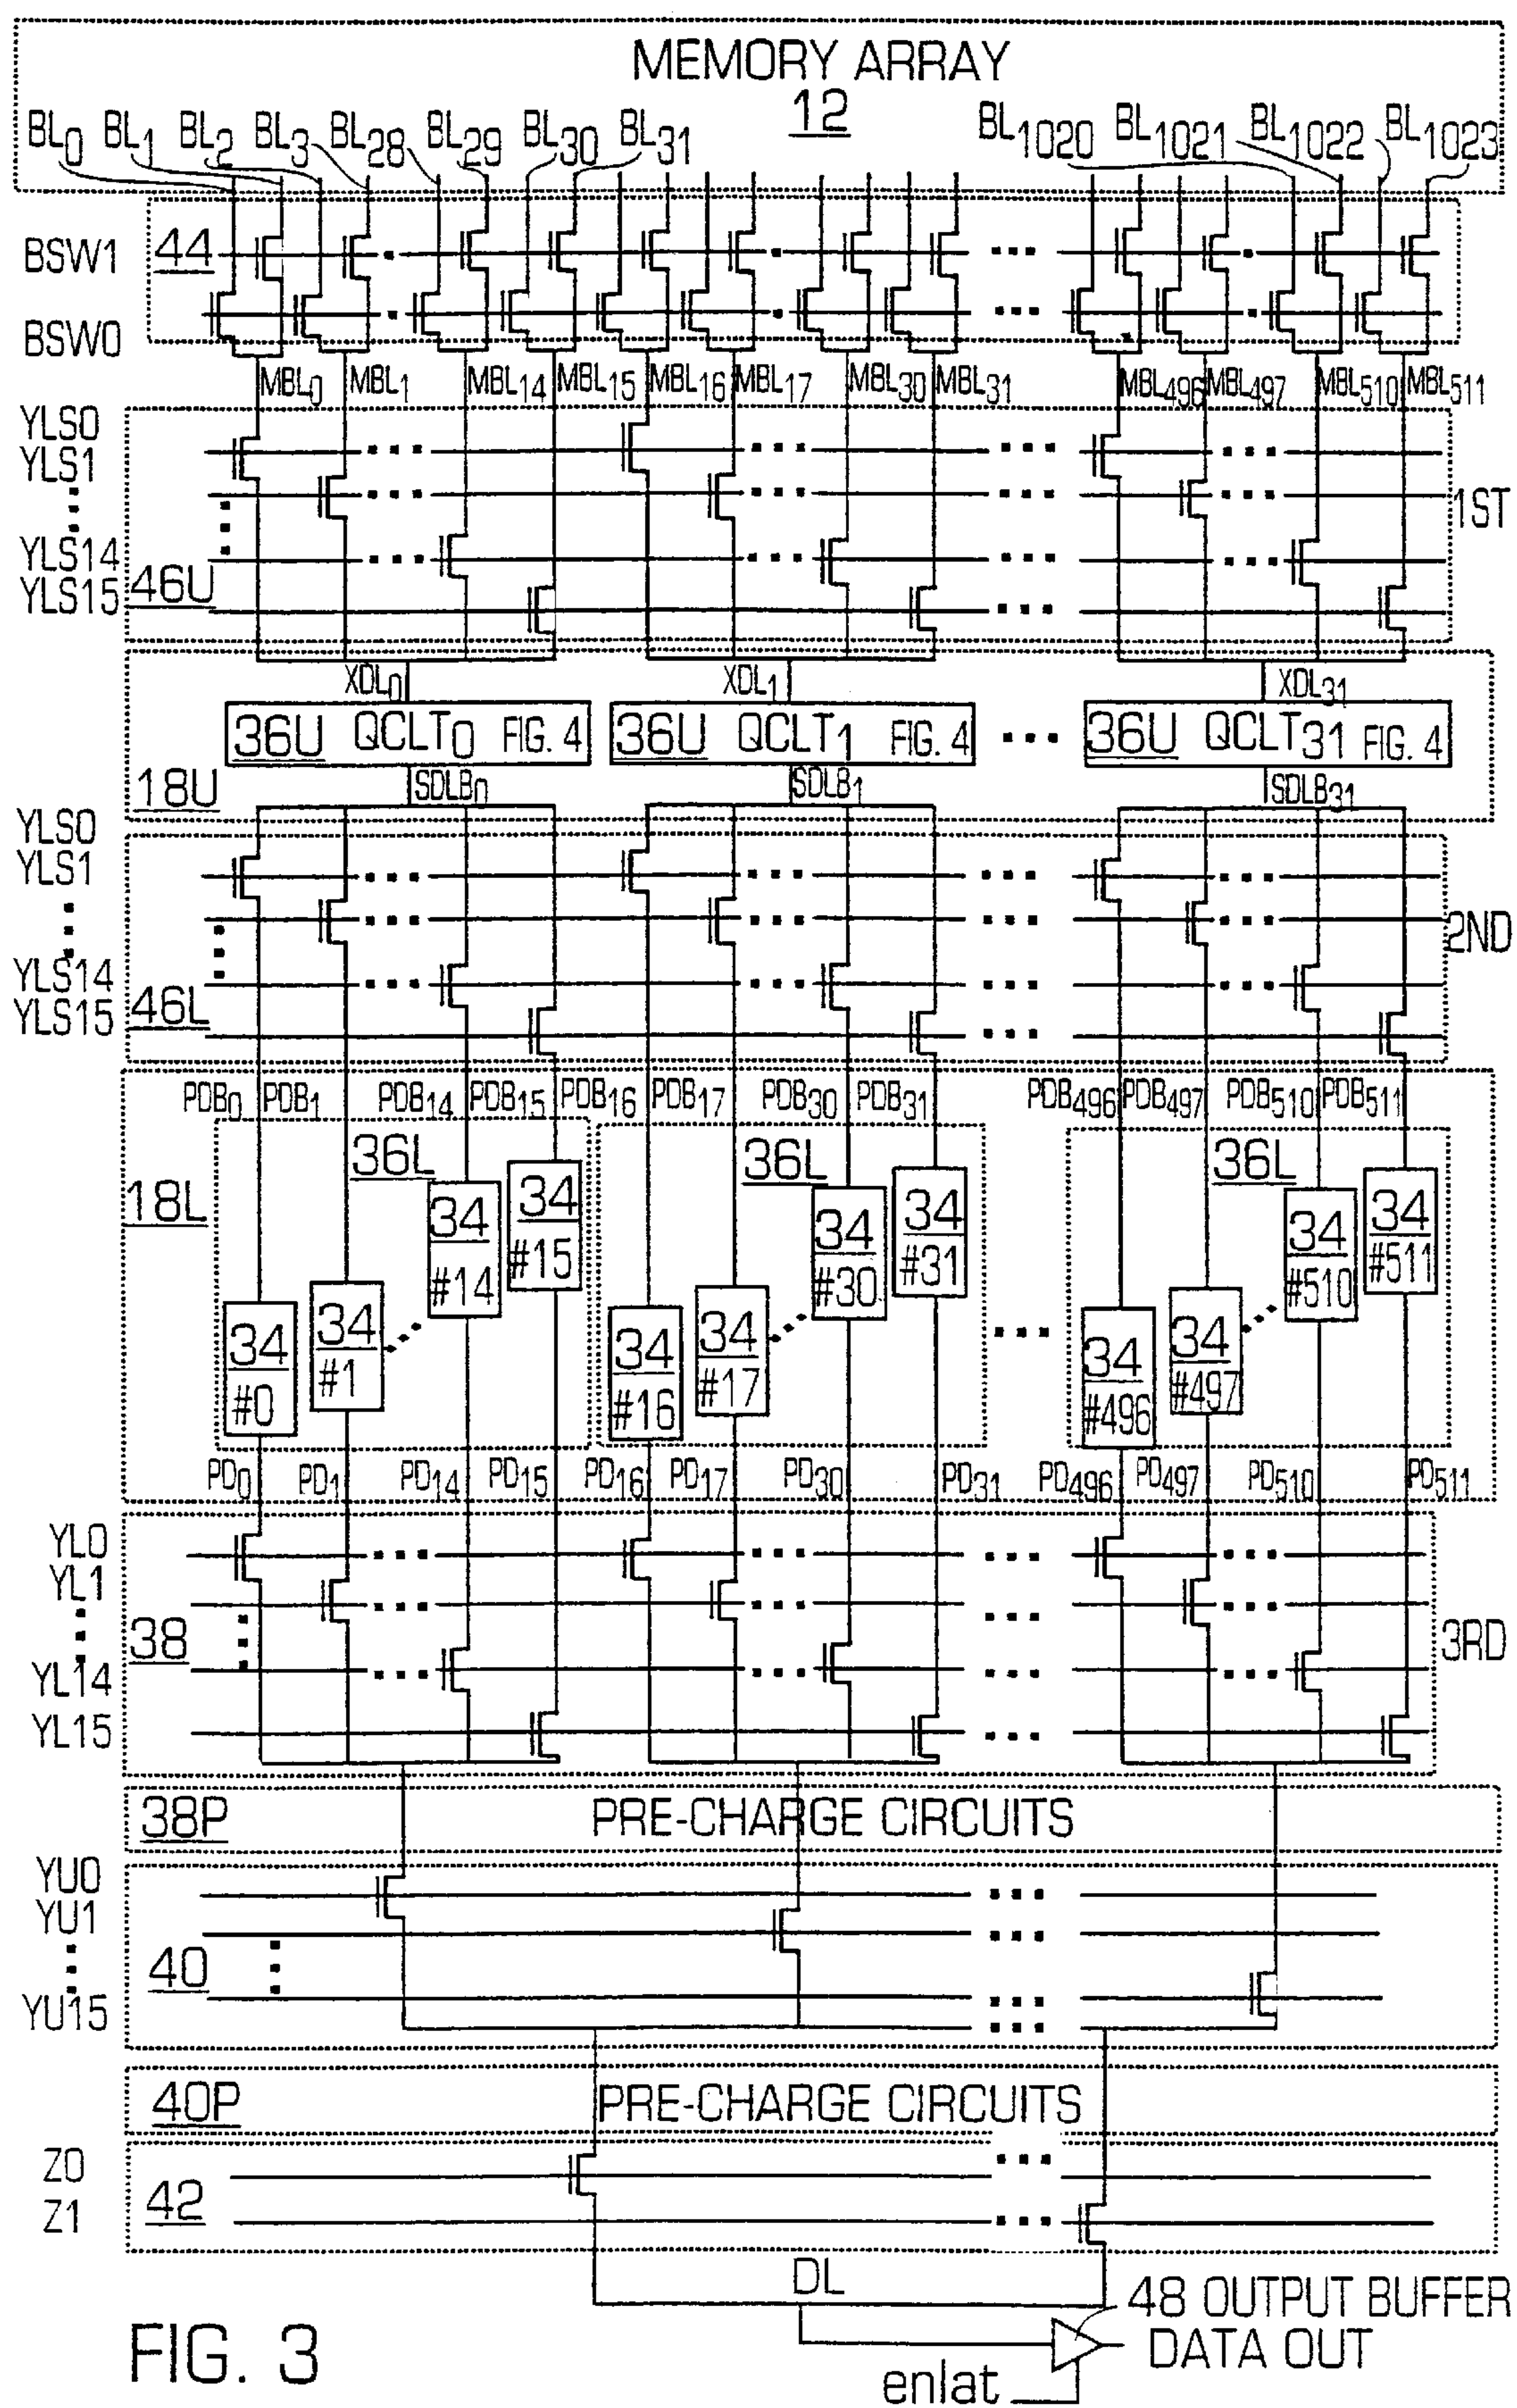 MEMORY ARRAY
12
BL0 BL1 BL2 BL3 BL28 BL29 BL30 BL31 BL1020 BL1021 BL1022 BL1023
BSW1 44
BSW0
MBL0 MBL1 MBL14 MBL15 MBL16 MBL17 MBL30 MBL31 MBL496 MBL497 MBL510 MBL511
YLS0
YLS1
1ST
YLS14
YLS15 46U
XDL0 XDL1 XDL31
36U QCLT0 FIG. 4 36U QCLT1 FIG. 4 36U QCLT31 FIG. 4
18U SDLB0 SDLB1 SDLB31
YLS0
YLS1
2ND
YLS14
YLS15 46L
PDB0 PDB1 PDB14 PDB15 PDB16 PDB17 PDB30 PDB31 PDB496 PDB497 PDB510 PDB511
36L 36L 36L
18L
34 #0 34 #1 34 #14 34 #15 34 #16 34 #17 34 #30 34 #31 34 #496 34 #497 34 #510 34 #511
PD0 PD1 PD14 PD15 PD16 PD17 PD30 PD31 PD496 PD497 PD510 PD511
YL0
YL1
38 3RD
YL14
YL15
38P PRE-CHARGE CIRCUITS
YU0
YU1
40
YU15
40P PRE-CHARGE CIRCUITS
Z0
42
Z1
DL
48 OUTPUT BUFFER
DATA OUT
enlat
FIG. 3